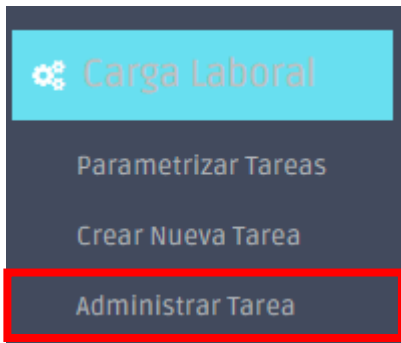 Carga Laboral
Parametrizar Tareas
Crear Nueva Tarea
Administrar Tarea